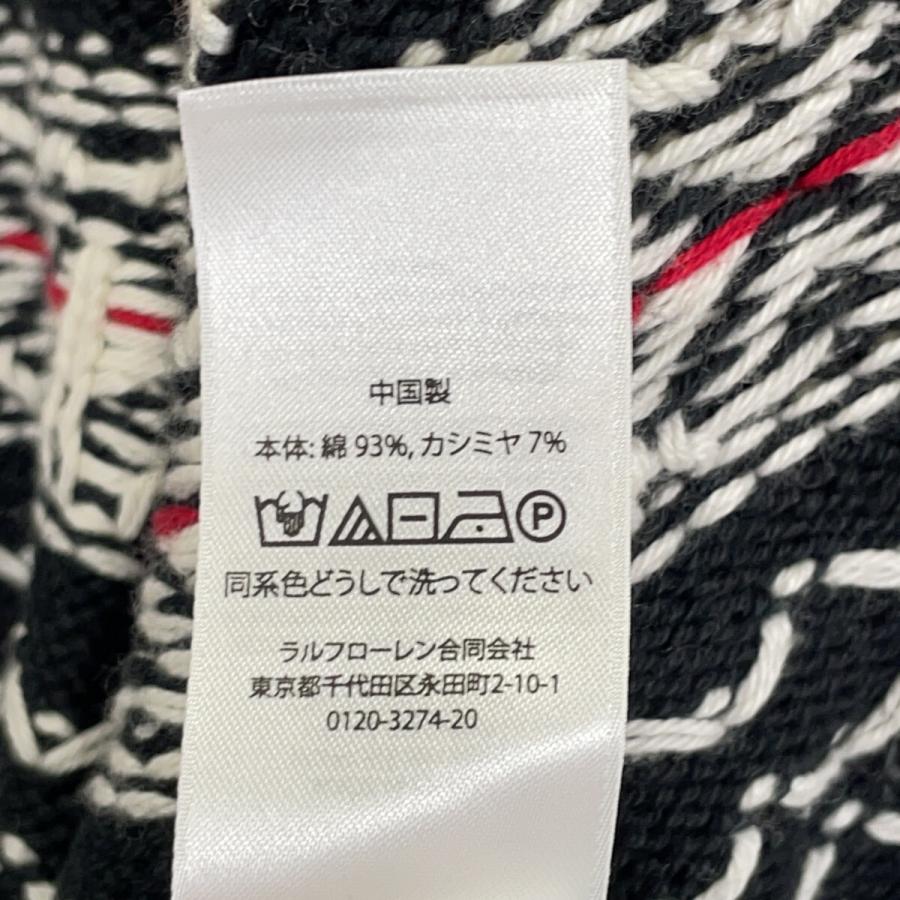 中国製
本体: 綿 93%, カシミヤ 7%
P
同系色どうしで洗ってください
ラルフローレン合同会社
東京都千代田区永田町2-10-1
0120-3274-20